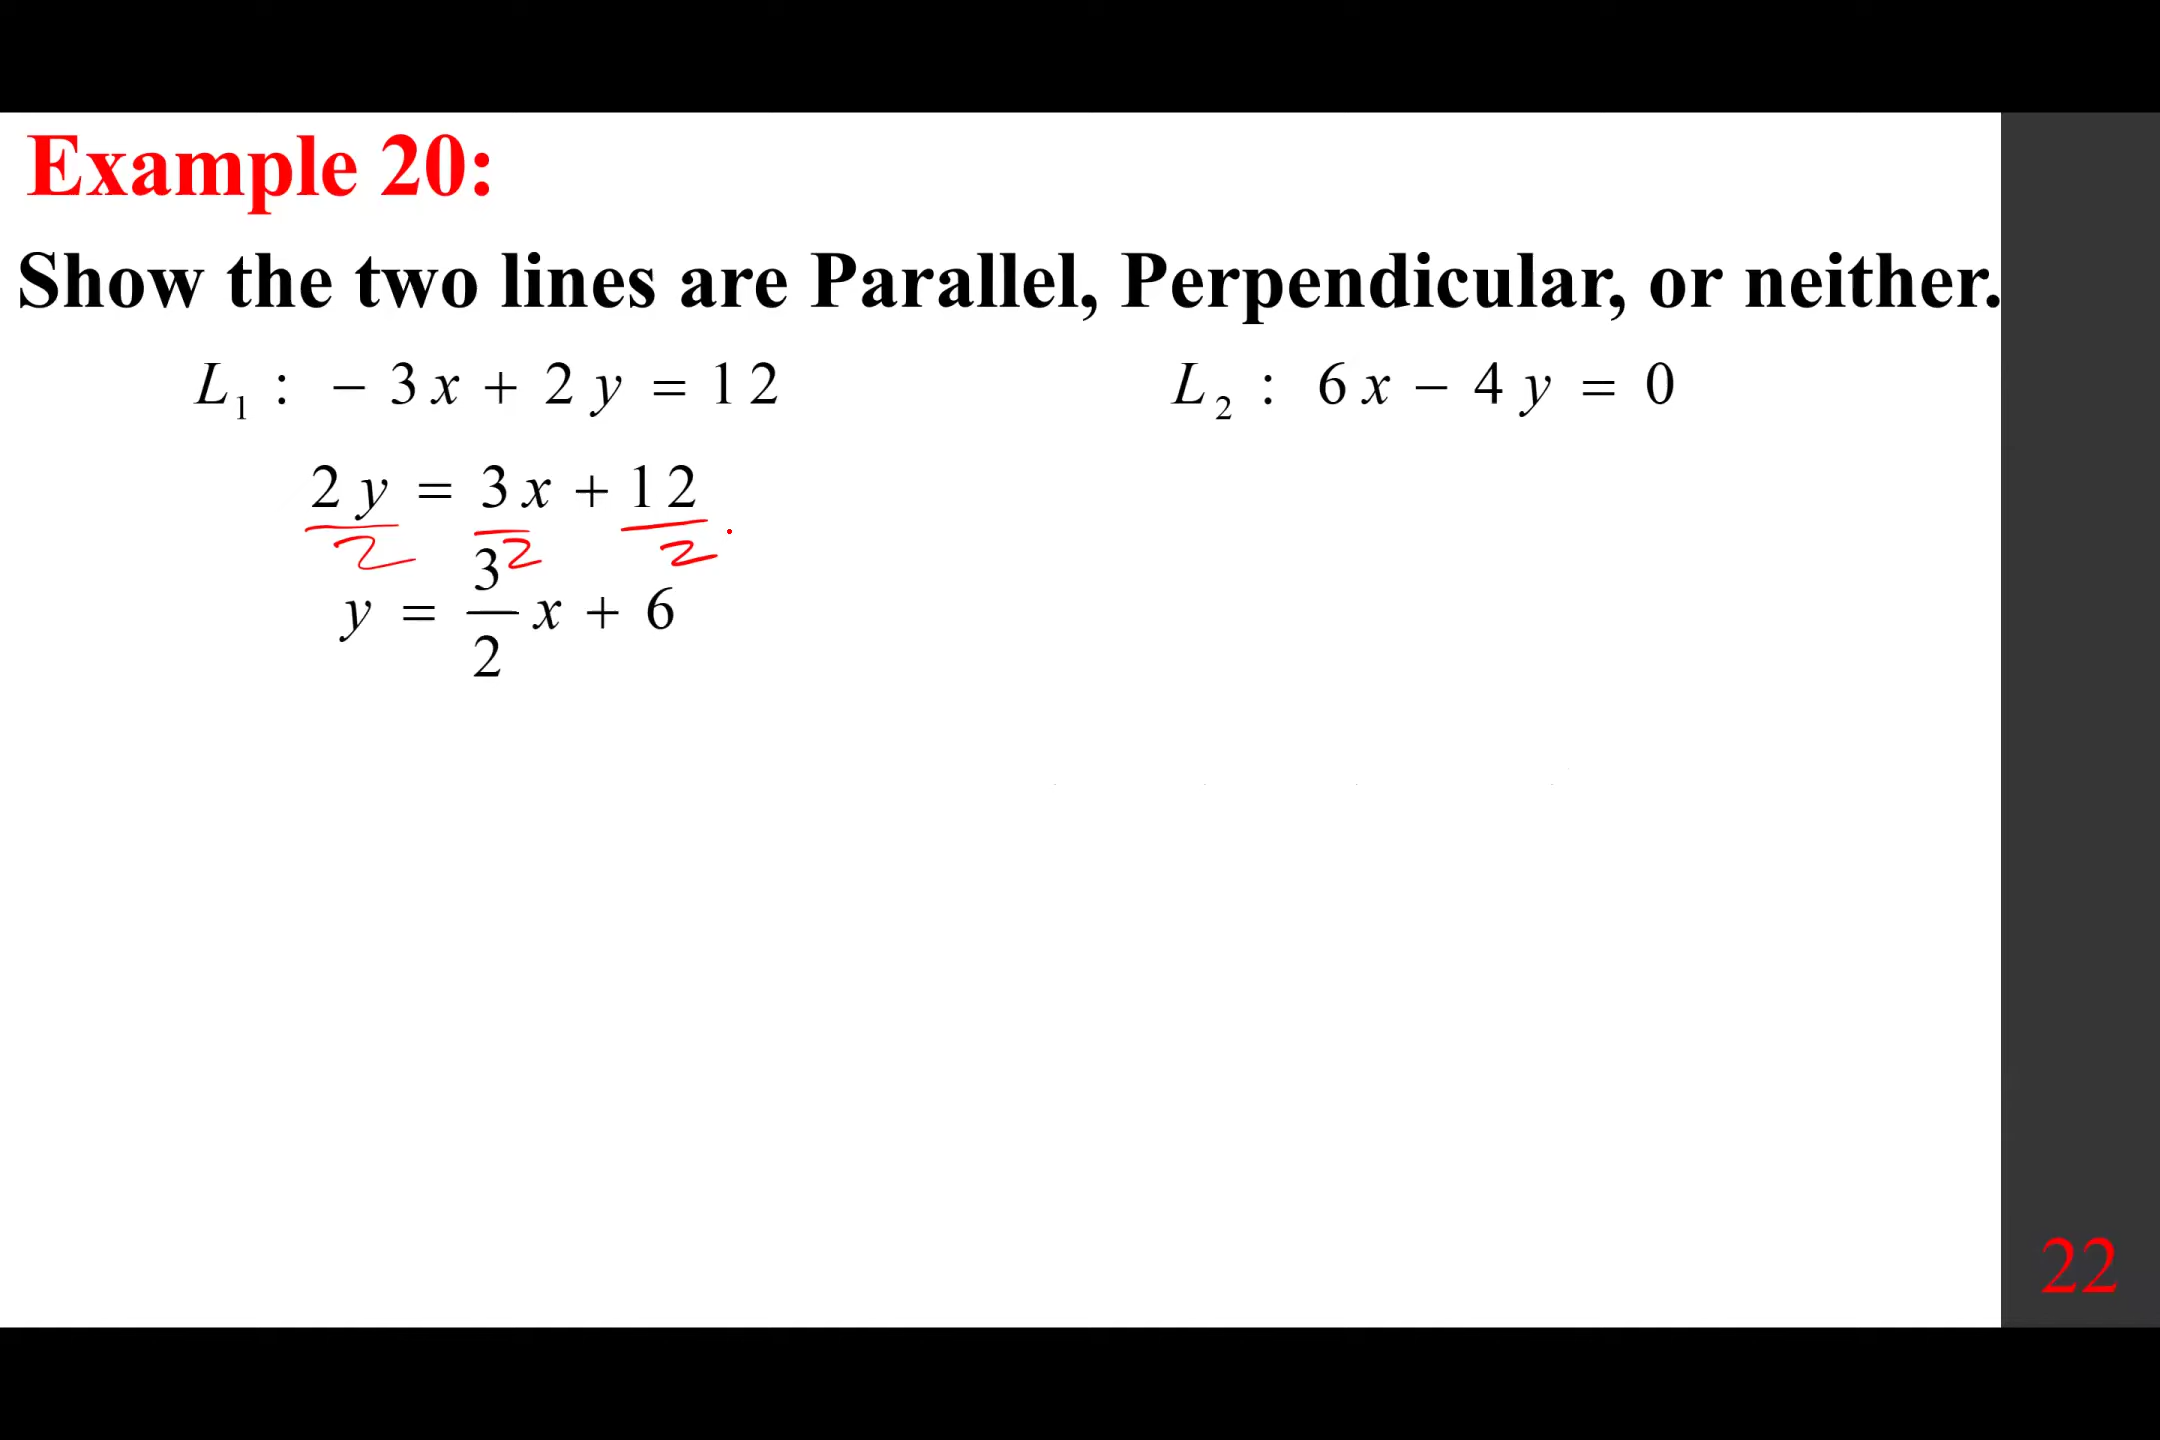 Example 20:
Show the two lines are Parallel, Perpendicular, or neither.
L₁ : − 3x + 2y = 12
L₂ : 6x − 4y = 0
2y = 3x + 12
2 2 2
y = 3/2 x + 6
22